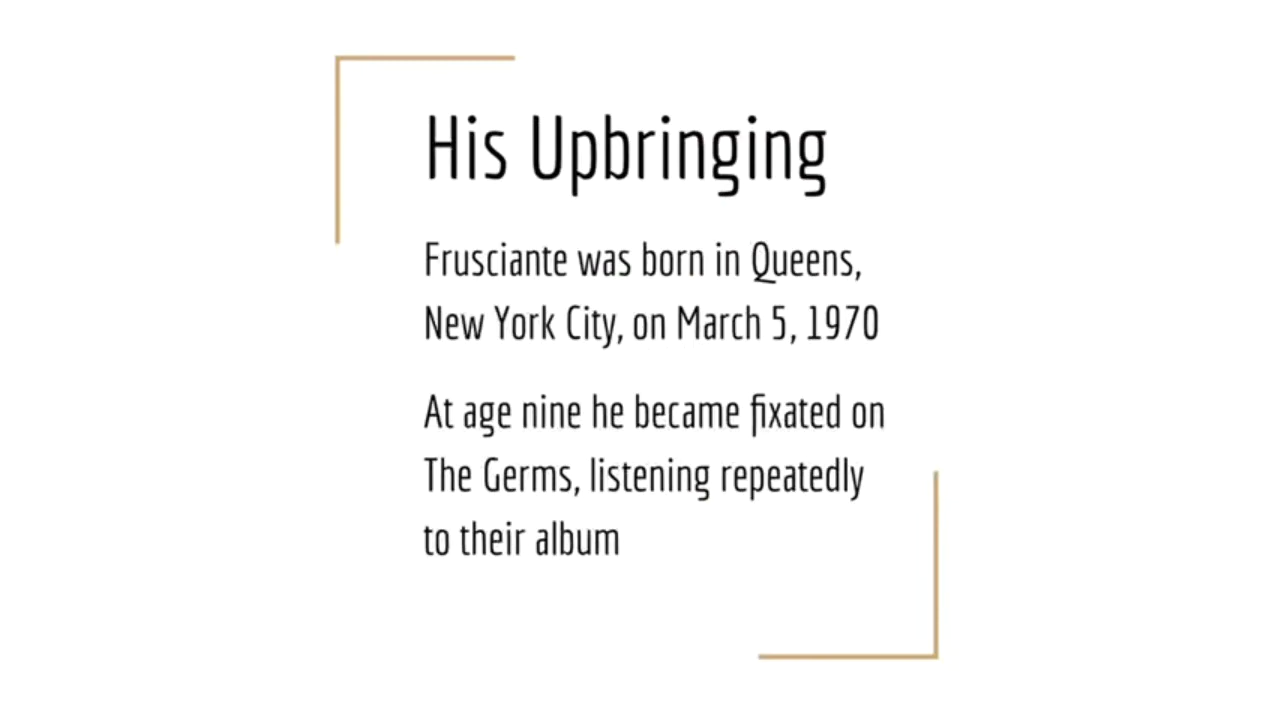 His Upbringing
Frusciante was born in Queens,
New York City, on March 5, 1970
At age nine he became fixated on
The Germs, listening repeatedly
to their album